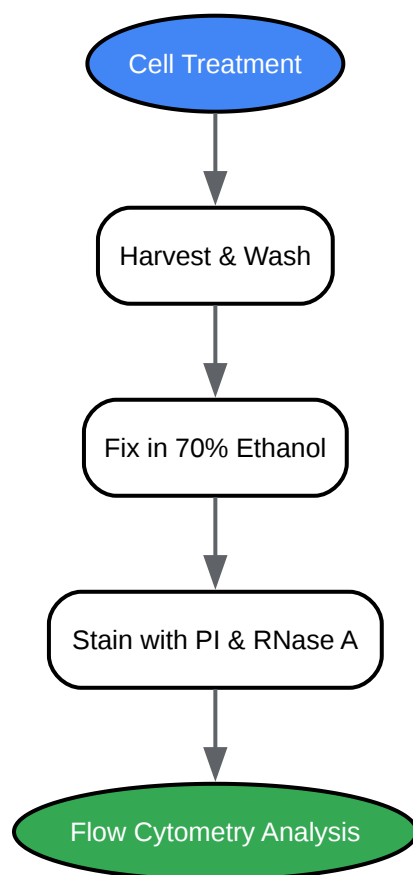 Cell Treatment
Harvest & Wash
Fix in 70% Ethanol
Stain with PI & RNase A
Flow Cytometry Analysis